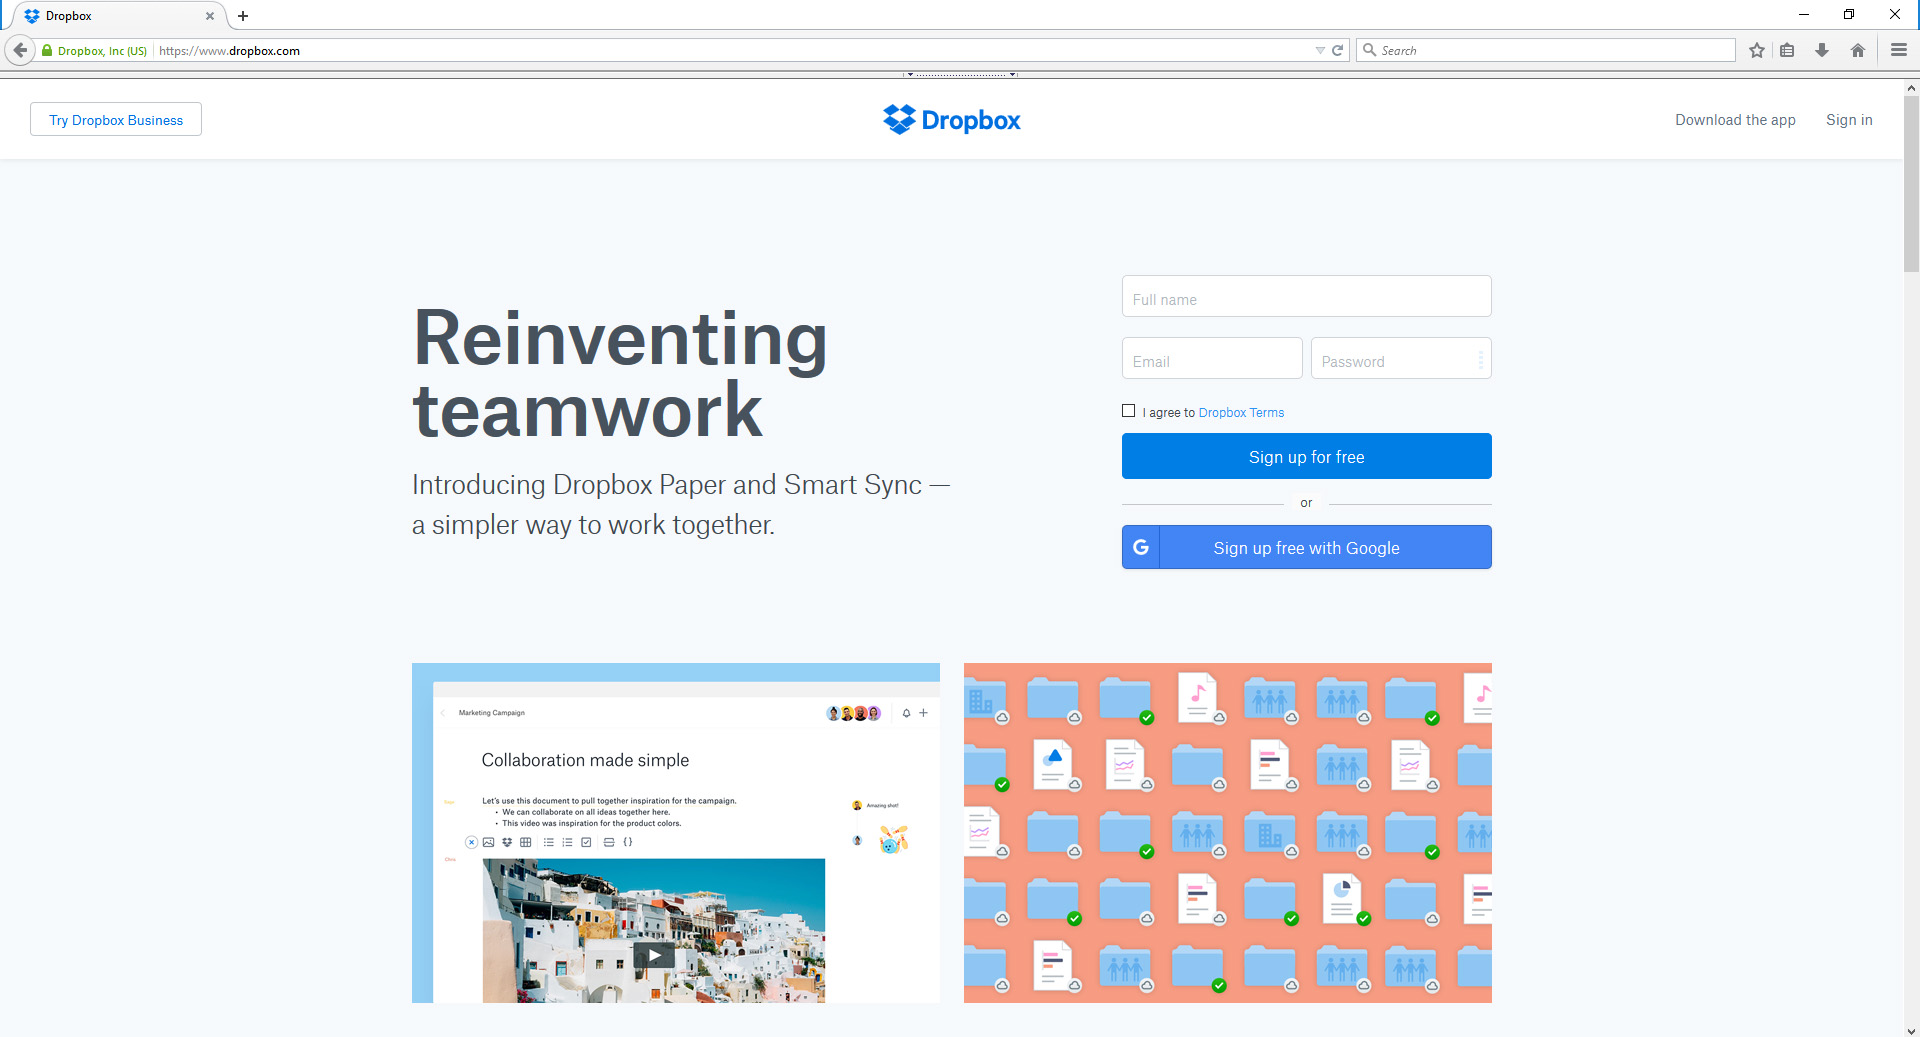 Dropbox
Dropbox, Inc (US)
https://www.dropbox.com
Search
Try Dropbox Business
Dropbox
Download the app
Sign in
Reinventing
teamwork
Introducing Dropbox Paper and Smart Sync —
a simpler way to work together.
Full name
Email
Password
I agree to Dropbox Terms
Sign up for free
or
G
Sign up free with Google
Marketing Campaign
Collaboration made simple
Let's use this document to pull together inspiration for the campaign.
• We can collaborate on all ideas together here.
• This video was inspiration for the product colors.
Amazing shot!
Chris